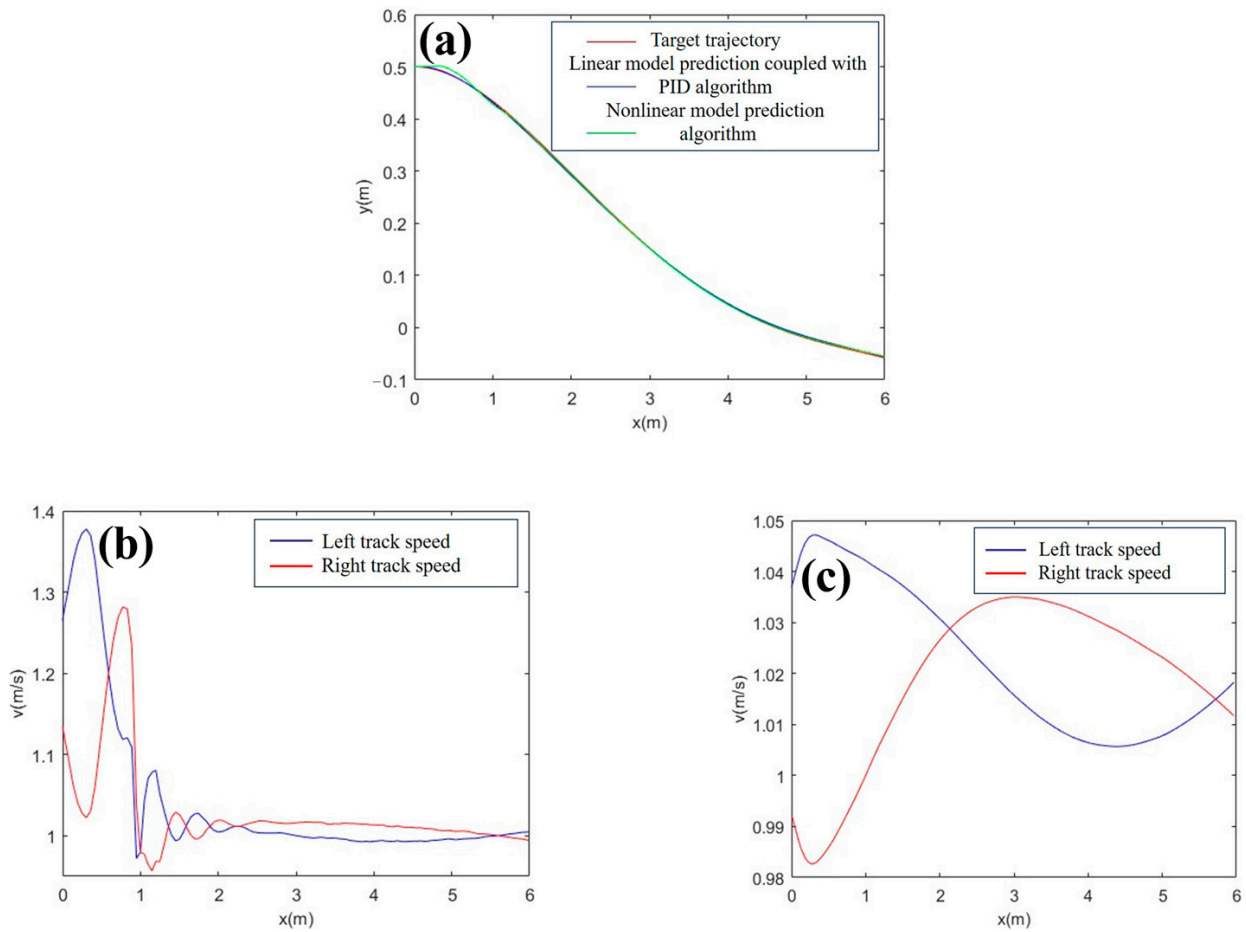 (a)
Target trajectory
Linear model prediction coupled with
PID algorithm
Nonlinear model prediction
algorithm
0.6
0.5
0.4
0.3
0.2
0.1
0
−0.1
y(m)
0 1 2 3 4 5 6
x(m)
(b)
Left track speed
Right track speed
1.4
1.3
1.2
1.1
1
v(m/s)
0 1 2 3 4 5 6
x(m)
(c)
Left track speed
Right track speed
1.05
1.04
1.03
1.02
1.01
1
0.99
0.98
v(m/s)
0 1 2 3 4 5 6
x(m)